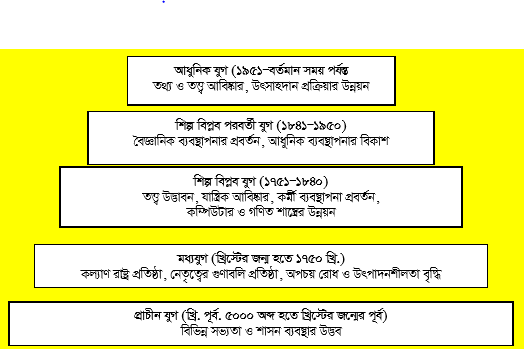 আধুনিক যুগ (১৯৫১-বর্তমান সময় পর্যন্ত
তথ্য ও তত্ত্ব আবিষ্কার, উৎসাহদান প্রক্রিয়ার উন্নয়ন
শিল্প বিপ্লব পরবর্তী যুগ (১৮৪১-১৯৫০)
বৈজ্ঞানিক ব্যবস্থাপনার প্রবর্তন, আধুনিক ব্যবস্থাপনার বিকাশ
শিল্প বিপ্লব যুগ (১৭৫১-১৮৪০)
তত্ত্ব উদ্ভাবন, যান্ত্রিক আবিষ্কার, কর্মী ব্যবস্থাপনা প্রবর্তন,
কম্পিউটার ও গণিত শাস্ত্রের উন্নয়ন
মধ্যযুগ (খ্রিস্টের জন্ম হতে ১৭৫০ খ্রি.)
কল্যাণ রাষ্ট্র প্রতিষ্ঠা, নেতৃত্বের গুণাবলি প্রতিষ্ঠা, অপচয় রোধ ও উৎপাদনশীলতা বৃদ্ধি
প্রাচীন যুগ (খ্রি. পূর্ব. ৫০০০ অব্দ হতে খ্রিস্টের জন্মের পূর্ব)
বিভিন্ন সভ্যতা ও শাসন ব্যবস্থার উদ্ভব